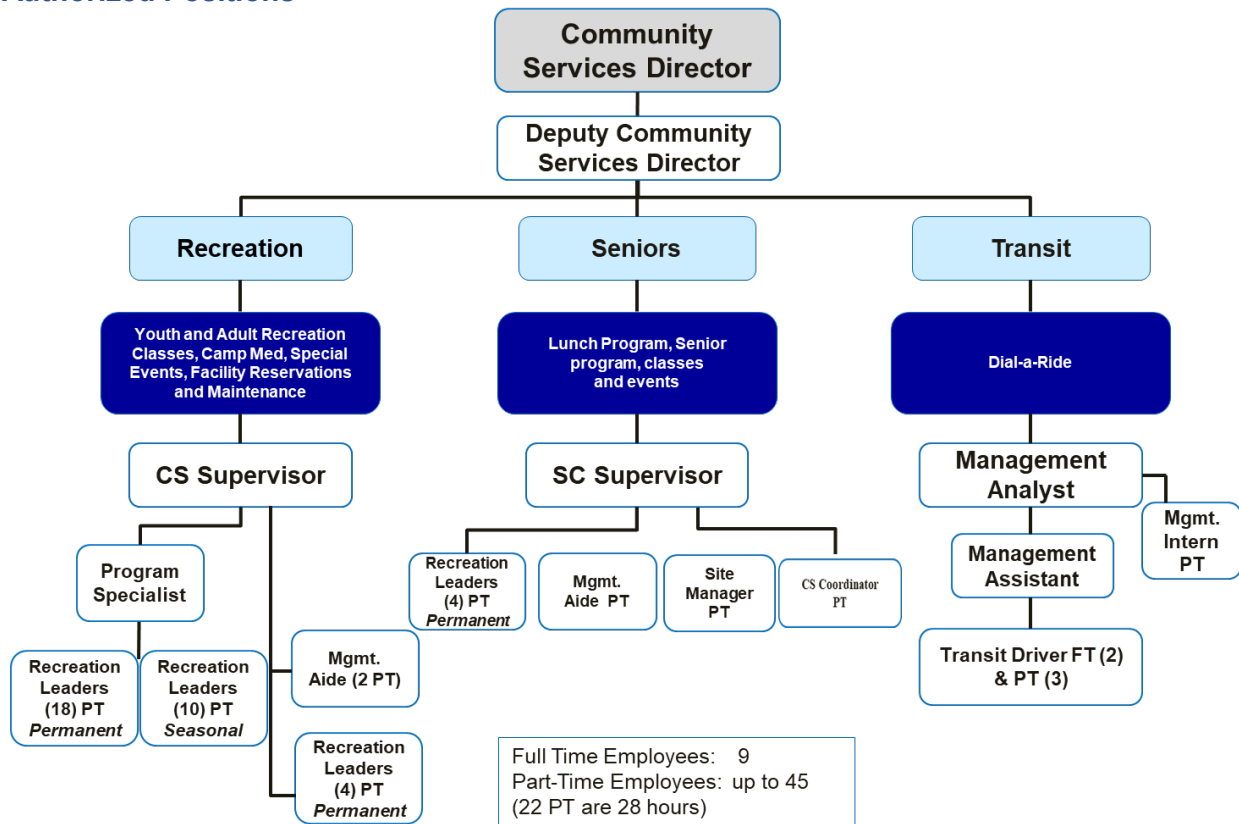 Authorized Positions
Community
Services Director
Deputy Community
Services Director
Recreation
Seniors
Transit
Youth and Adult Recreation
Classes, Camp Med, Special
Events, Facility Reservations
and Maintenance
Lunch Program, Senior
program, classes
and events
Dial-a-Ride
CS Supervisor
SC Supervisor
Management
Analyst
Mgmt.
Intern
PT
Program
Specialist
Recreation
Leaders
(4) PT
Permanent
Mgmt.
Aide PT
Site
Manager
PT
CS Coordinator
PT
Management
Assistant
Recreation
Leaders
(18) PT
Permanent
Recreation
Leaders
(10) PT
Seasonal
Mgmt.
Aide (2 PT)
Transit Driver FT (2)
& PT (3)
Recreation
Leaders
(4) PT
Permanent
Full Time Employees: 9
Part-Time Employees: up to 45
(22 PT are 28 hours)